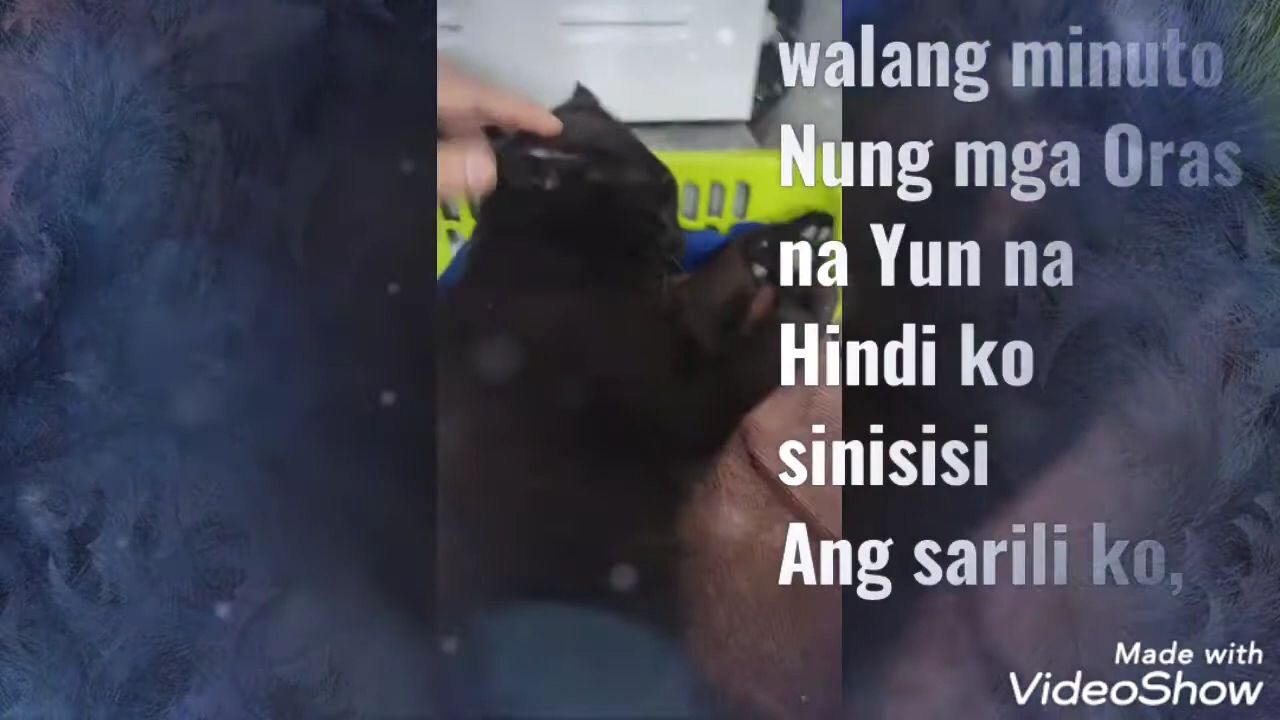 walang minuto
Nung mga Oras
na Yun na
Hindi ko
sinisisi
Ang sarili ko,
Made with
VideoShow